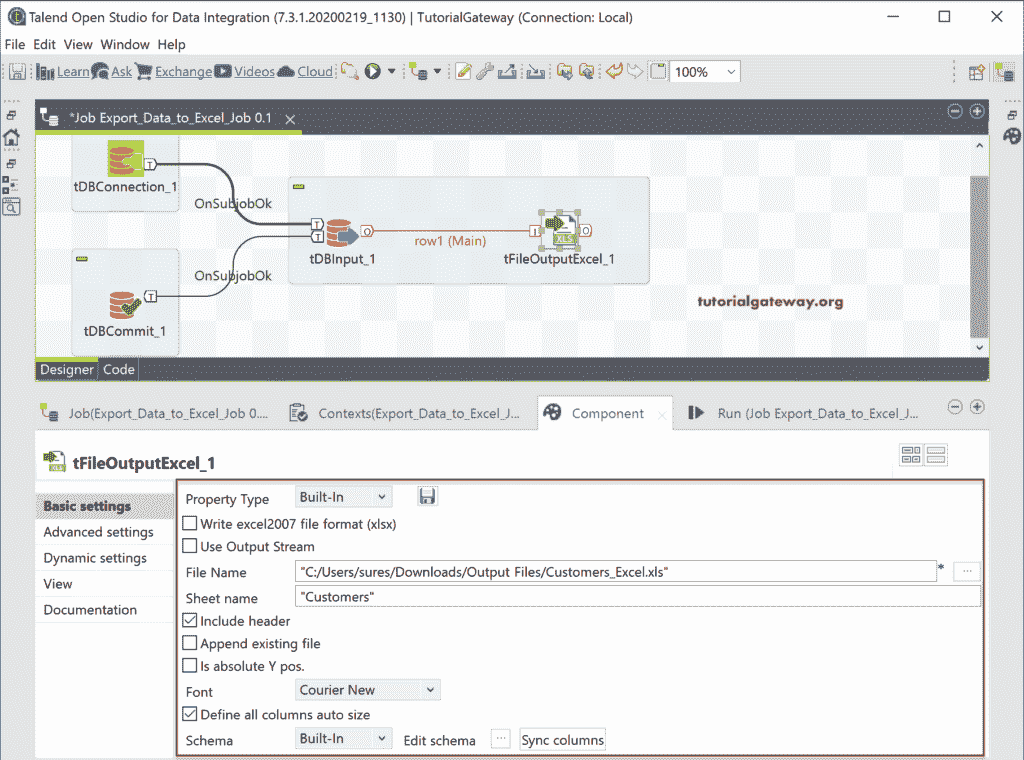 Talend Open Studio for Data Integration (7.3.1.20200219_1130) | TutorialGateway (Connection: Local)
File Edit View Window Help
Learn Ask Exchange Videos Cloud 100%
*Job Export_Data_to_Excel_Job 0.1
T
tDBConnection_1
OnSubjobOk
T
T
O
row1 (Main)
I
XLS
O
tDBInput_1
tFileOutputExcel_1
OnSubjobOk
T
tDBCommit_1
tutorialgateway.org
Designer Code
Job(Export_Data_to_Excel_Job 0.... Contexts(Export_Data_to_Excel_J... Component Run (Job Export_Data_to_Excel_J...
tFileOutputExcel_1
Basic settings
Advanced settings
Dynamic settings
View
Documentation
Property Type Built-In
Write excel2007 file format (xlsx)
Use Output Stream
File Name "C:/Users/sures/Downloads/Output Files/Customers_Excel.xls" * ...
Sheet name "Customers"
Include header
Append existing file
Is absolute Y pos.
Font Courier New
Define all columns auto size
Schema Built-In Edit schema ... Sync columns